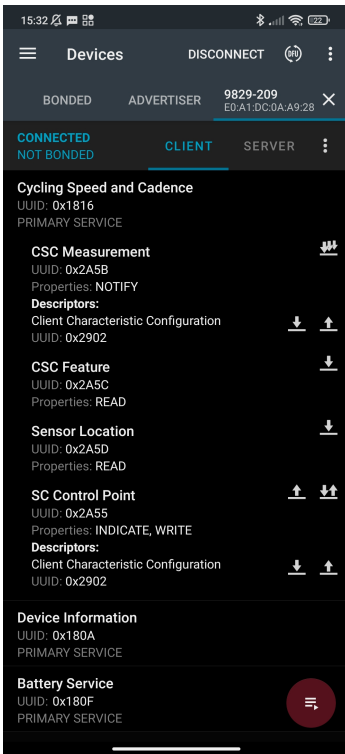 15:32
22
Devices
DISCONNECT
DFU
BONDED
ADVERTISER
9829-209
E0:A1:DC:0A:A9:28
CONNECTED
NOT BONDED
CLIENT
SERVER
Cycling Speed and Cadence
UUID: 0x1816
PRIMARY SERVICE
CSC Measurement
UUID: 0x2A5B
Properties: NOTIFY
Descriptors:
Client Characteristic Configuration
UUID: 0x2902
CSC Feature
UUID: 0x2A5C
Properties: READ
Sensor Location
UUID: 0x2A5D
Properties: READ
SC Control Point
UUID: 0x2A55
Properties: INDICATE, WRITE
Descriptors:
Client Characteristic Configuration
UUID: 0x2902
Device Information
UUID: 0x180A
PRIMARY SERVICE
Battery Service
UUID: 0x180F
PRIMARY SERVICE